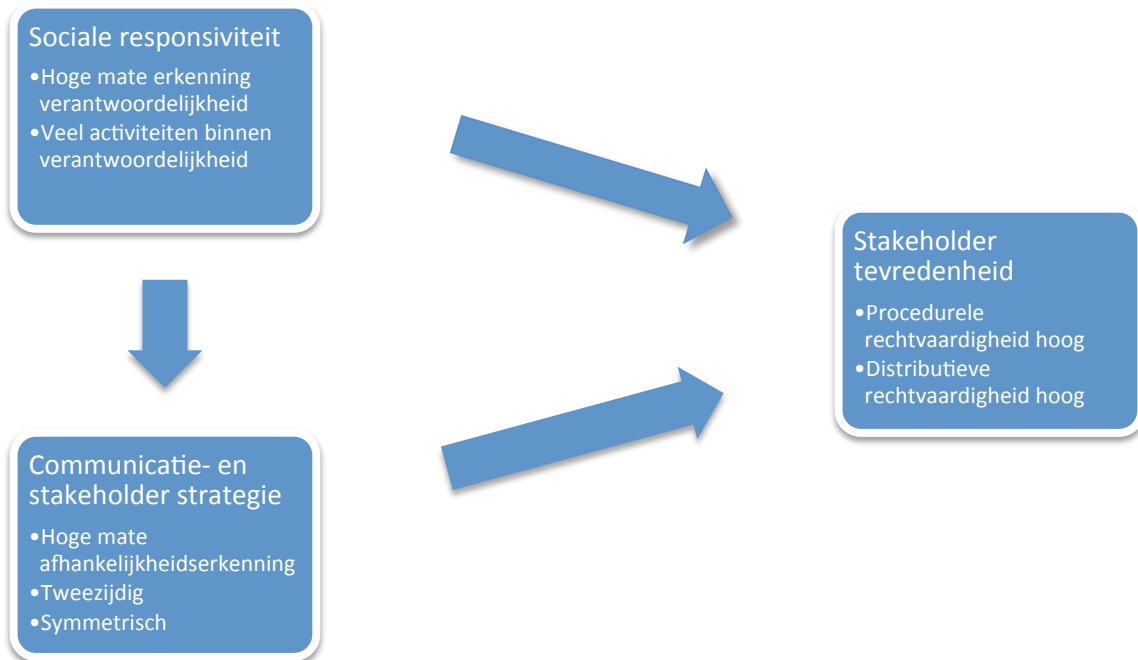 Sociale responsiviteit
•Hoge mate erkenning
verantwoordelijkheid
•Veel activiteiten binnen
verantwoordelijkheid
Communicatie- en
stakeholder strategie
•Hoge mate
afhankelijkheidserkenning
•Tweezijdig
•Symmetrisch
Stakeholder
tevredenheid
•Procedurele
rechtvaardigheid hoog
•Distributieve
rechtvaardigheid hoog